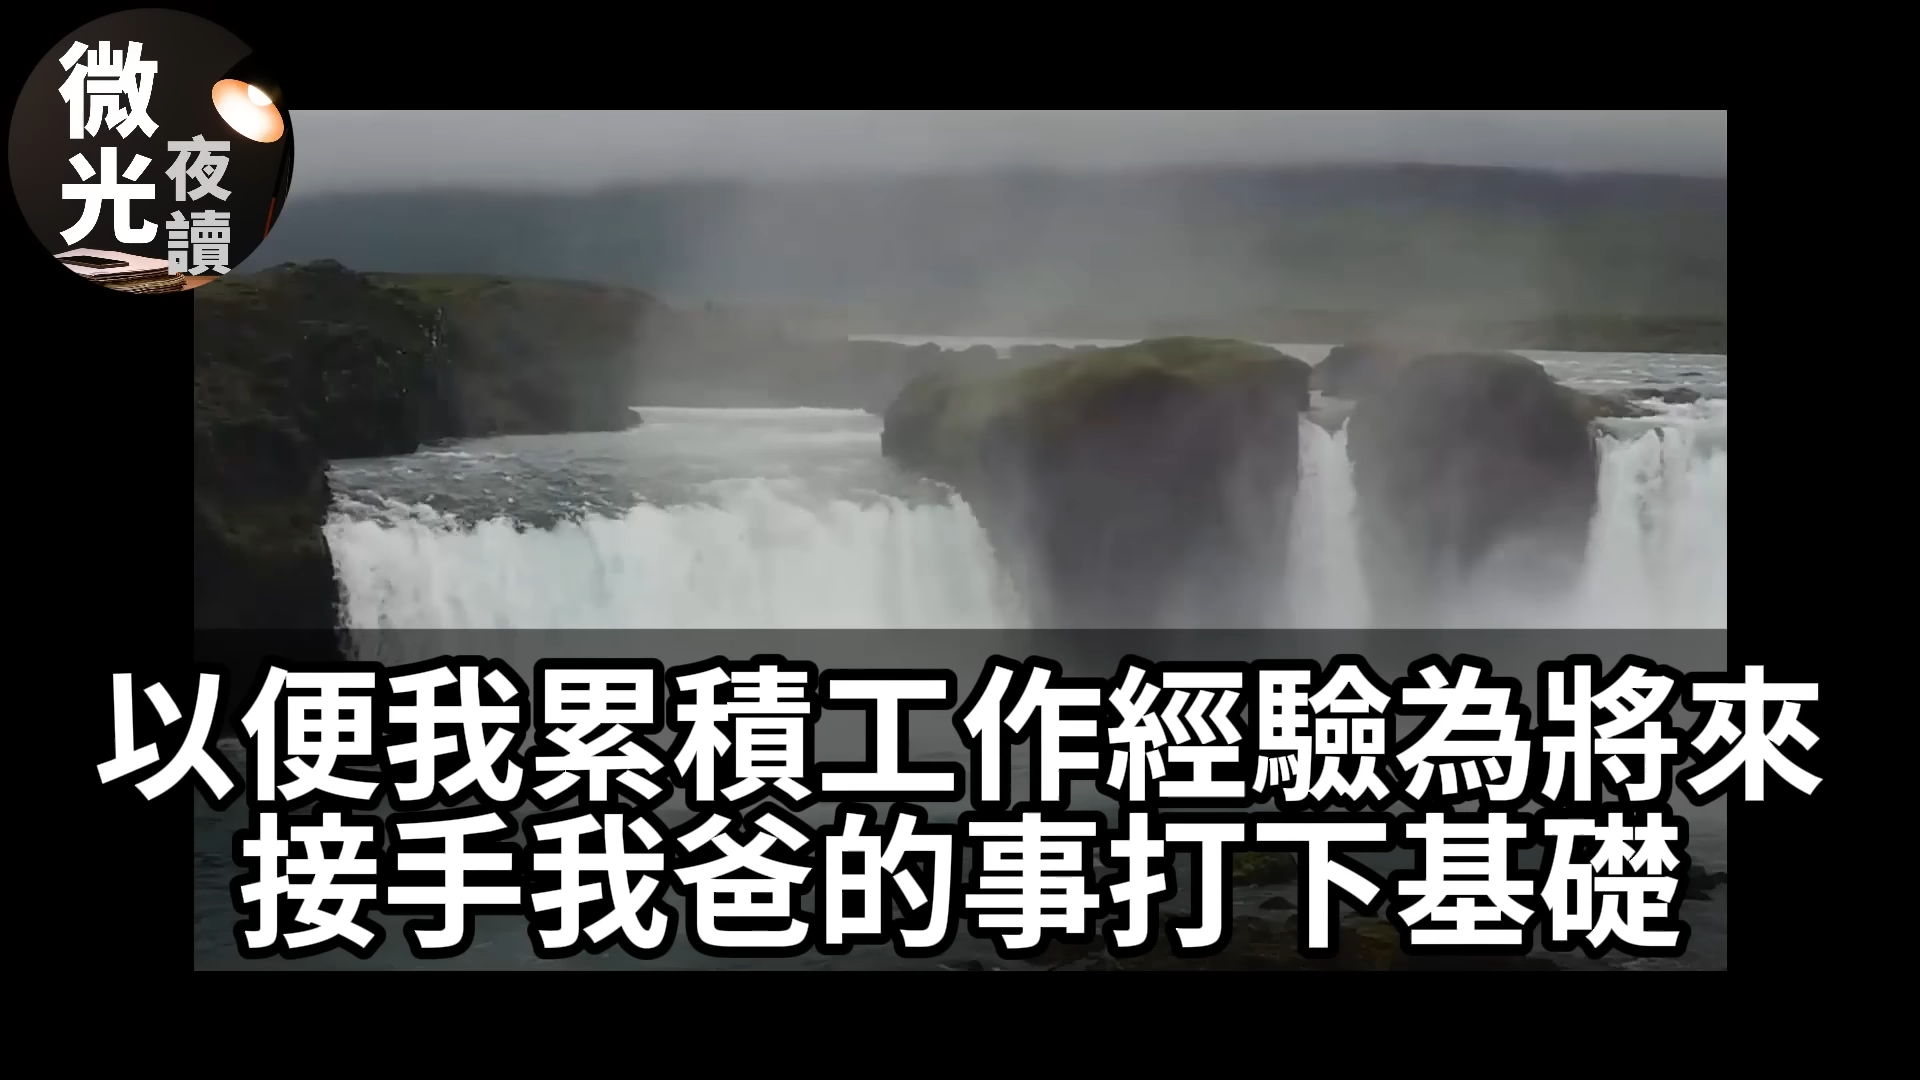 微光
夜讀
以便我累積工作經驗為將來
接手我爸的事打下基礎